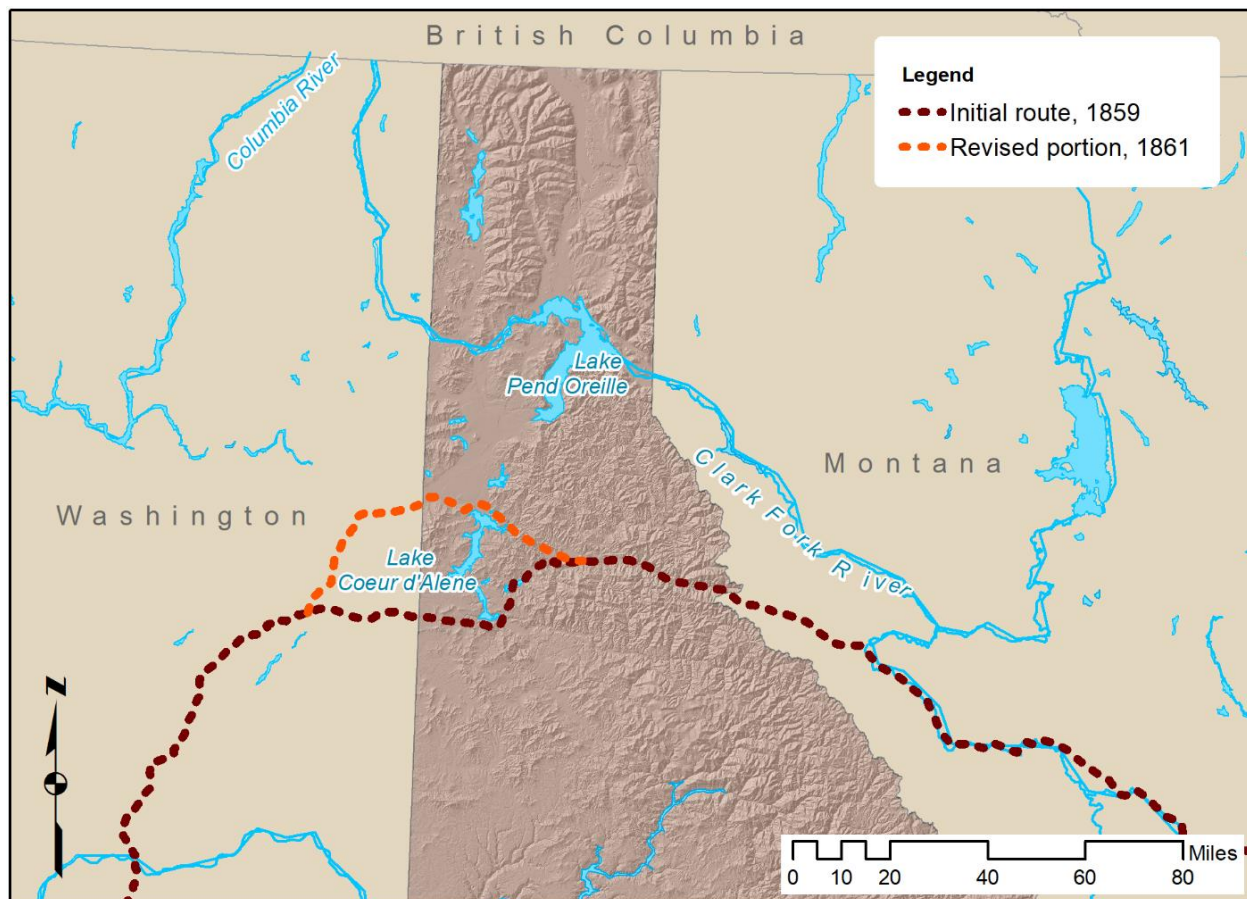 British Columbia
Legend
Initial route, 1859
Revised portion, 1861
Columbia River
Lake
Pend Oreille
Clark Fork River
Montana
Washington
Lake
Coeur d'Alene
N
Miles
0 10 20 40 60 80